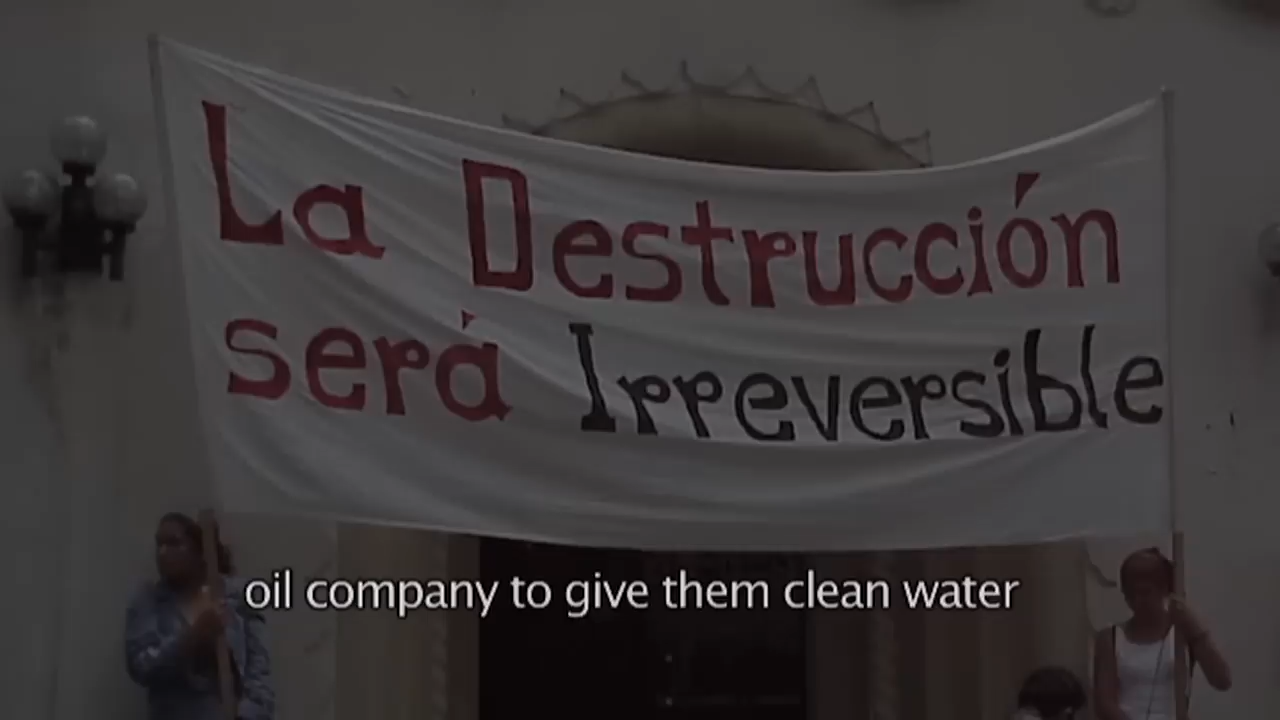 La Destrucción
será Irreversible
oil company to give them clean water